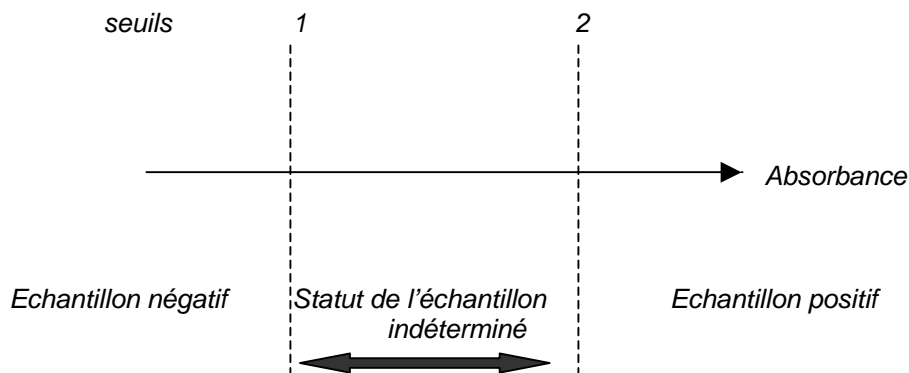 seuils 1 2
Absorbance
Echantillon négatif Statut de l'échantillon Echantillon positif
indéterminé